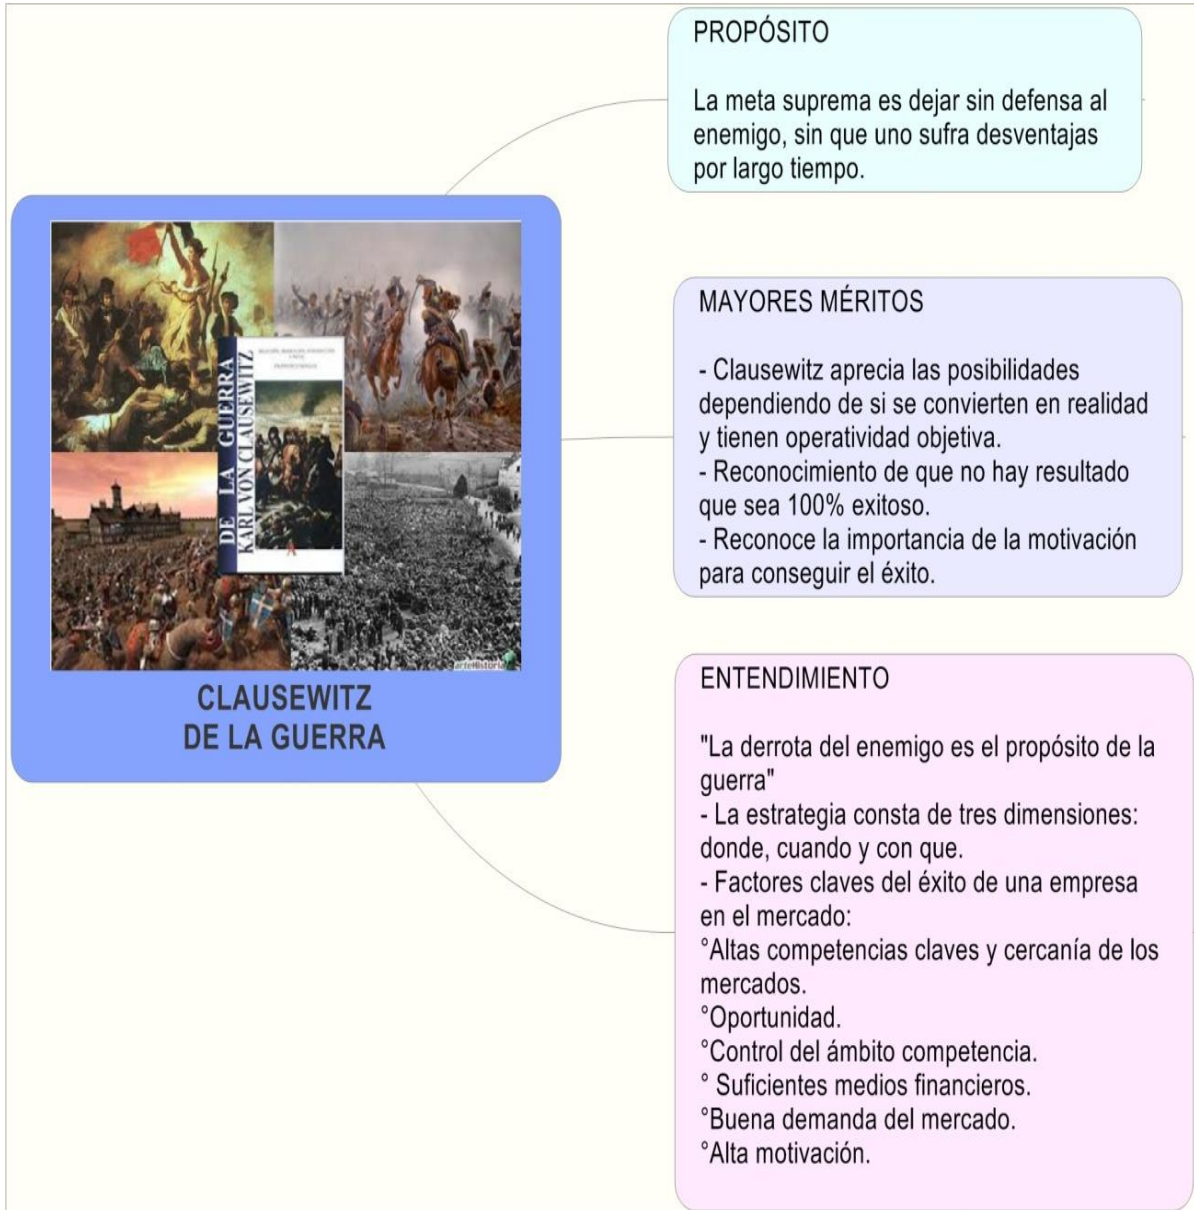 PROPÓSITO
La meta suprema es dejar sin defensa al
enemigo, sin que uno sufra desventajas
por largo tiempo.
DE LA GUERRA
KARL VON CLAUSEWITZ
arteHistoria
CLAUSEWITZ
DE LA GUERRA
MAYORES MÉRITOS
- Clausewitz aprecia las posibilidades
dependiendo de si se convierten en realidad
y tienen operatividad objetiva.
- Reconocimiento de que no hay resultado
que sea 100% exitoso.
- Reconoce la importancia de la motivación
para conseguir el éxito.
ENTENDIMIENTO
"La derrota del enemigo es el propósito de la
guerra"
- La estrategia consta de tres dimensiones:
donde, cuando y con que.
- Factores claves del éxito de una empresa
en el mercado:
°Altas competencias claves y cercanía de los
mercados.
°Oportunidad.
°Control del ámbito competencia.
° Suficientes medios financieros.
°Buena demanda del mercado.
°Alta motivación.